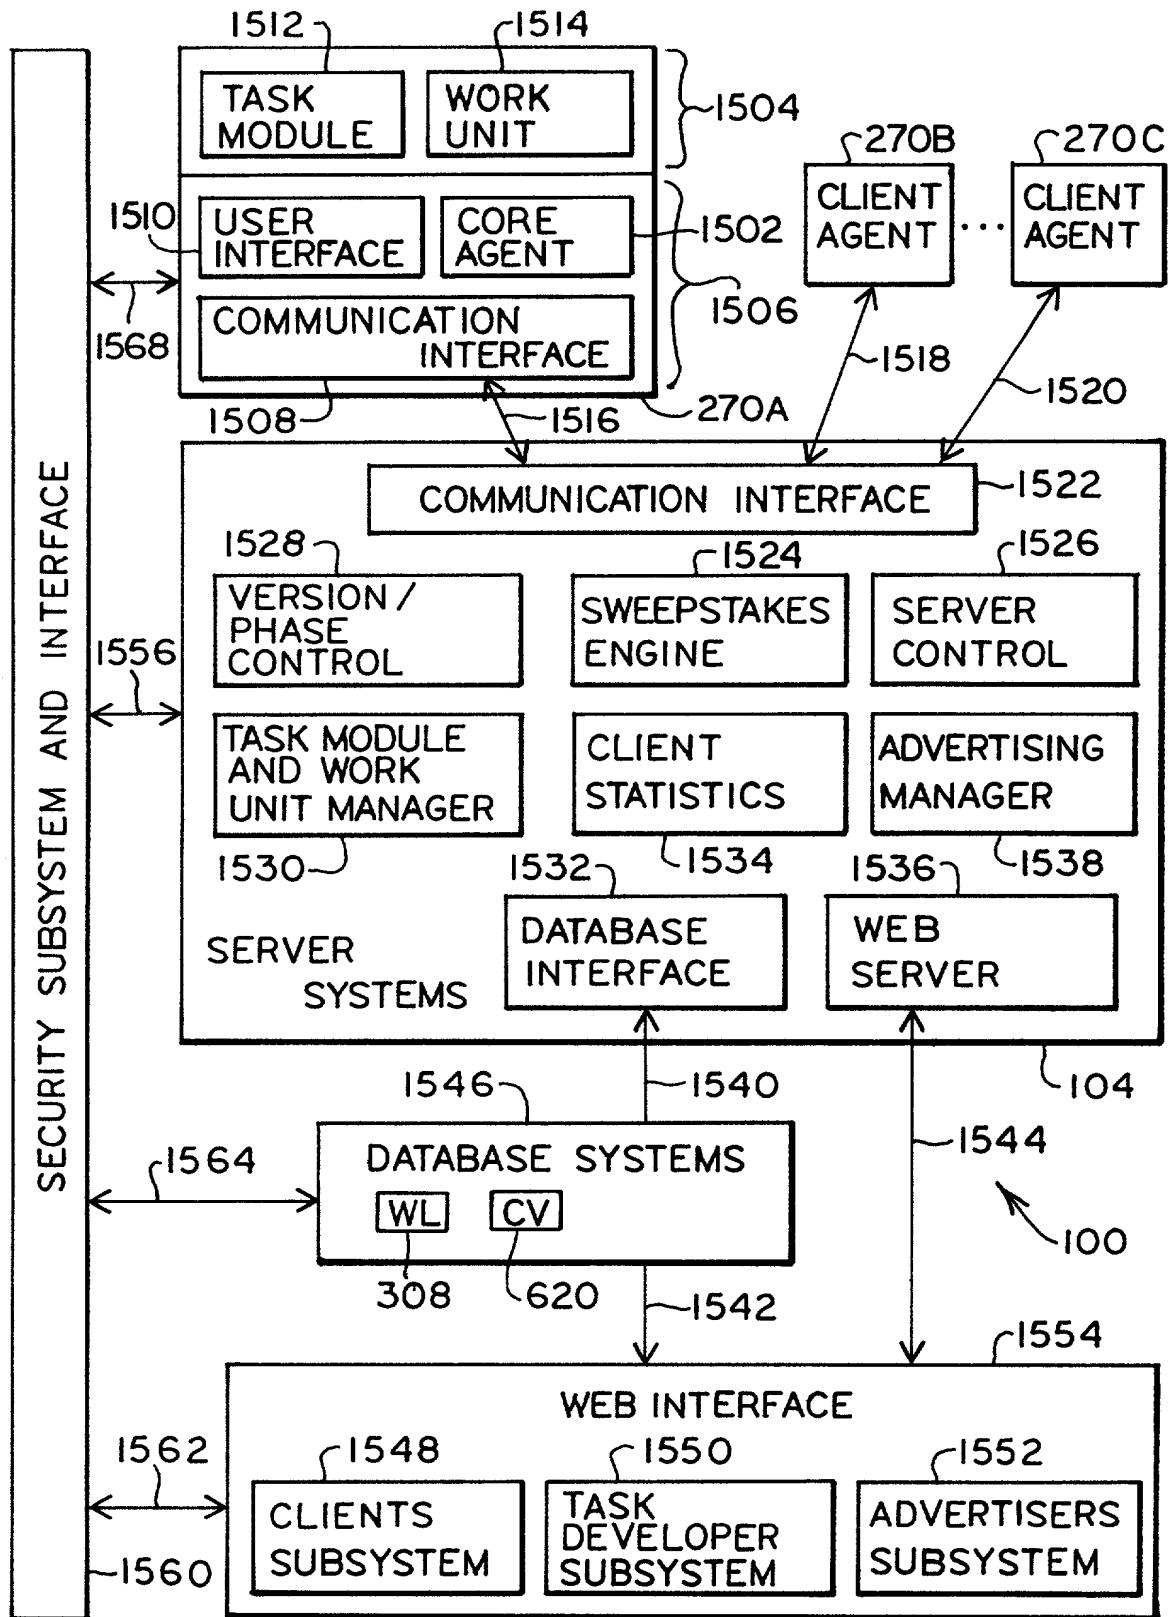 1512
1514
TASK
MODULE
WORK
UNIT
1504
270B
270C
CLIENT
AGENT
...
CLIENT
AGENT
1510
USER
INTERFACE
CORE
AGENT
1502
1506
COMMUNICATION
INTERFACE
1568
1508
1516
270A
1518
1520
SECURITY SUBSYSTEM AND INTERFACE
COMMUNICATION INTERFACE
1522
1528
1524
1526
VERSION/
PHASE
CONTROL
SWEEPSTAKES
ENGINE
SERVER
CONTROL
1556
TASK MODULE
AND WORK
UNIT MANAGER
CLIENT
STATISTICS
ADVERTISING
MANAGER
1530
1532
1534
1536
1538
SERVER
SYSTEMS
DATABASE
INTERFACE
WEB
SERVER
1546
1540
104
1564
DATABASE SYSTEMS
1544
WL
CV
308
620
1542
100
1554
WEB INTERFACE
1562
1548
1550
1552
CLIENTS
SUBSYSTEM
TASK
DEVELOPER
SUBSYSTEM
ADVERTISERS
SUBSYSTEM
1560